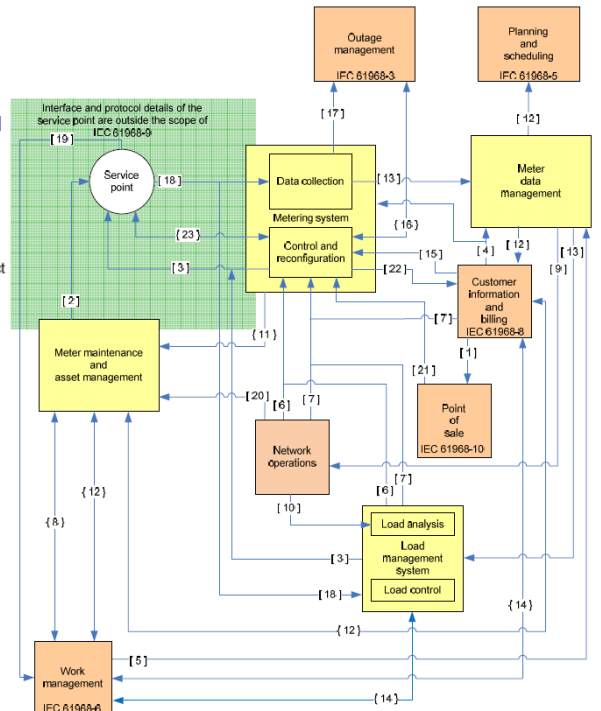 Outage
management
IEC 61968-3
Planning
and
scheduling
IEC 61968-5
[17]
[12]
Interface and protocol details of the
service point are outside the scope of
IEC 61968-9
[19]
Service
point
[18]
Data collection
Metering system
[13]
Meter
data
management
{23}
{16}
Control and
reconfiguration
[3]
[15]
[4]
[12]
[13]
[22]
[9]
Customer
information
and
billing
IEC 61968-8
[2]
{11}
[7]
[1]
Meter maintenance
and
asset management
[20]
[6]
[7]
[21]
Point
of
sale
IEC 61968-10
Network
operations
[7]
[6]
[10]
{12}
{8}
Load analysis
Load
management
system
Load control
[3]
[18]
{14}
{12}
[5]
Work
management
IEC 61968-6
{14}